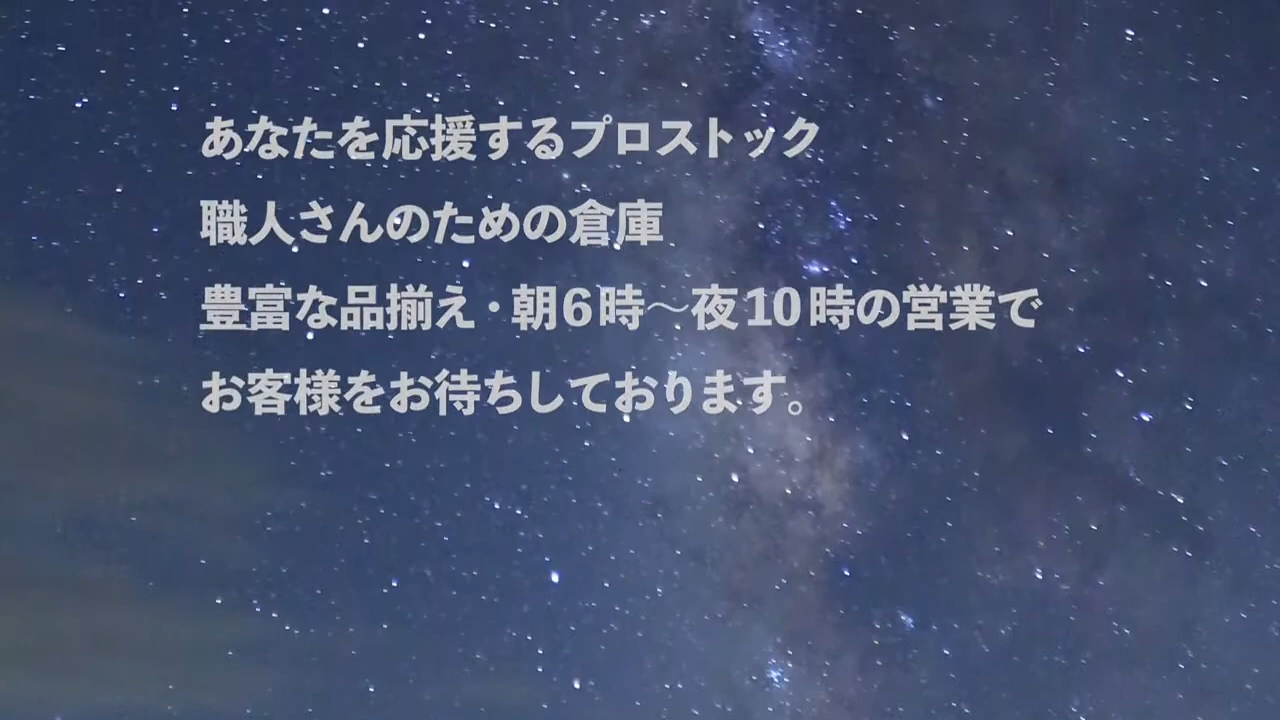 あなたを応援するプロストック
職人さんのための倉庫
豊富な品揃え・朝6時～夜10時の営業で
お客様をお待ちしております。